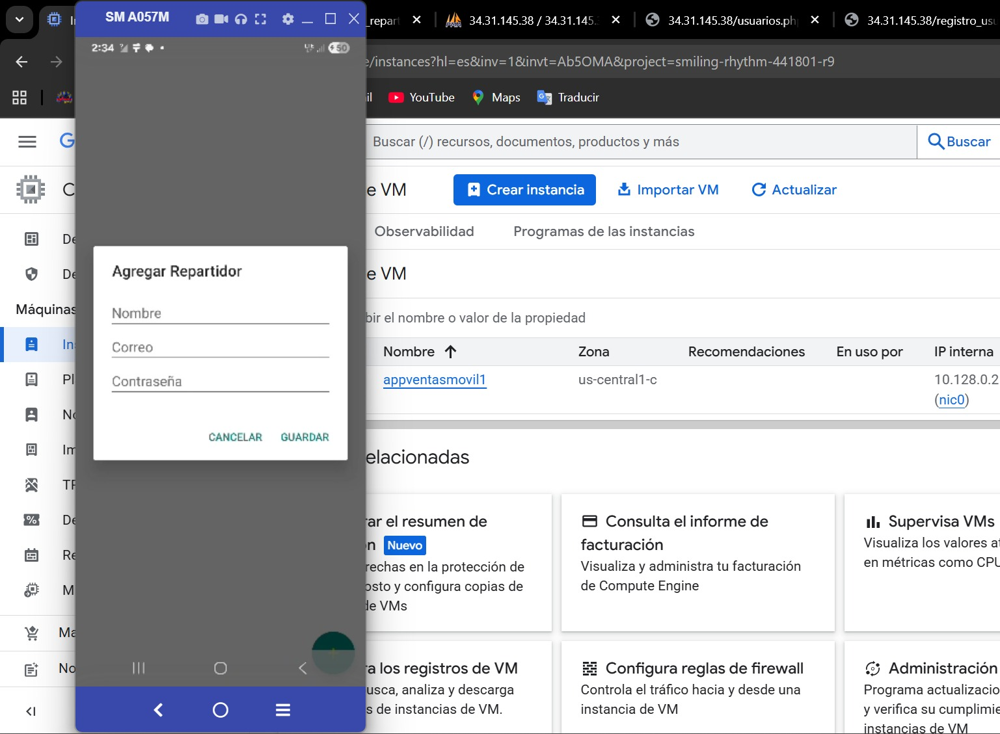 SM A057M
_repart
34.31.145.38 / 34.31.145.
34.31.145.38/usuarios.ph
34.31.145.38/registro_usu
2:34
50
e/instances?hl=es&inv=1&invt=Ab5OMA&project=smiling-rhythm-441801-r9
il
YouTube
Maps
Traducir
G
Buscar (/) recursos, documentos, productos y más
Buscar
C
e VM
Crear instancia
Importar VM
Actualizar
De
Observabilidad
Programas de las instancias
De
e VM
Máquinas
bir el nombre o valor de la propiedad
Ins
Nombre
Zona
Recomendaciones
En uso por
IP interna
Pl
appventasmovil1
us-central1-c
10.128.0.2
(nic0)
No
Im
TP
De
Re
M
Ma
No
Agregar Repartidor
Nombre
Correo
Contraseña
CANCELAR
GUARDAR
elacionadas
rar el resumen de
ón Nuevo
rechas en la protección de
osto y configura copias de
de VMs
Consulta el informe de
facturación
Visualiza y administra tu facturación
de Compute Engine
Supervisa VMs
Visualiza los valores at
en métricas como CPU
a los registros de VM
usca, analiza y descarga
s de instancias de VM.
Configura reglas de firewall
Controla el tráfico hacia y desde una
instancia de VM
Administración
Programa actualizacio
y verifica su cumplimie
instancias de VM